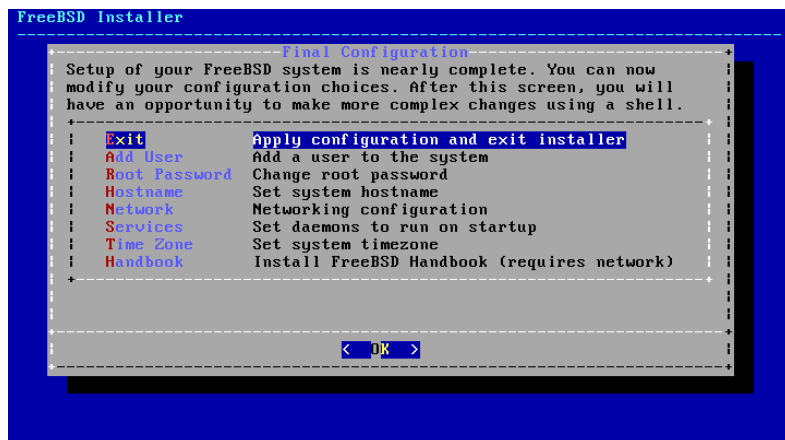 FreeBSD Installer
Final Configuration
Setup of your FreeBSD system is nearly complete. You can now
modify your configuration choices. After this screen, you will
have an opportunity to make more complex changes using a shell.
Exit Apply configuration and exit installer
Add User Add a user to the system
Root Password Change root password
Hostname Set system hostname
Network Networking configuration
Services Set daemons to run on startup
Time Zone Set system timezone
Handbook Install FreeBSD Handbook (requires network)
< OK >